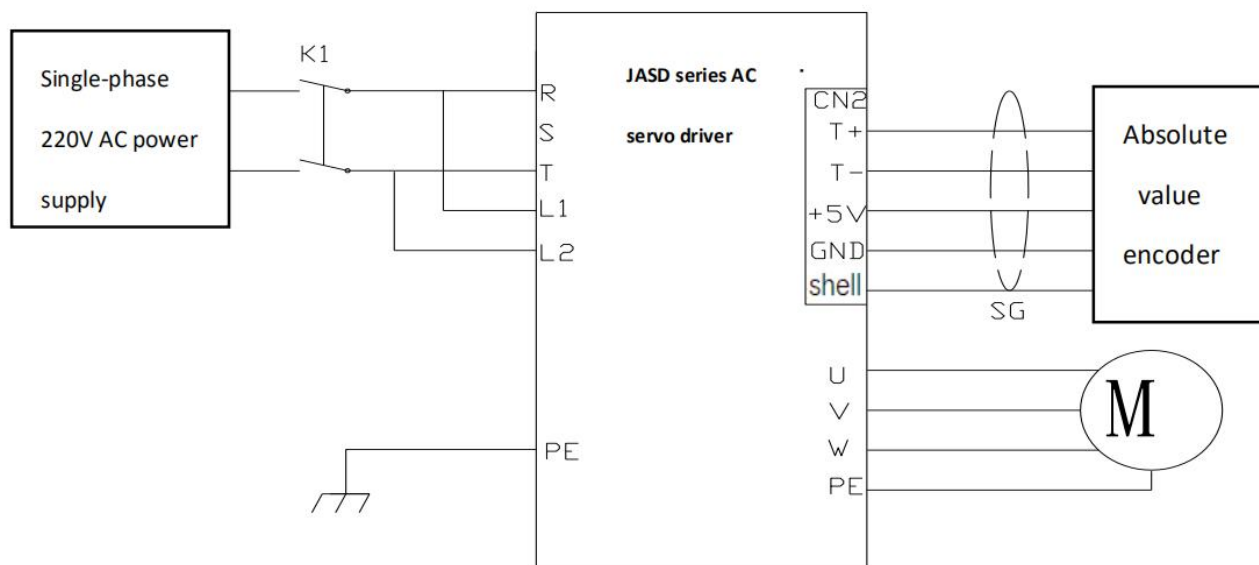 Single-phase
220V AC power
supply
K1
JASD series AC
servo driver
R
S
T
L1
L2
PE
CN2
T+
T-
+5V
GND
shell
SG
U
V
W
PE
Absolute
value
encoder
M